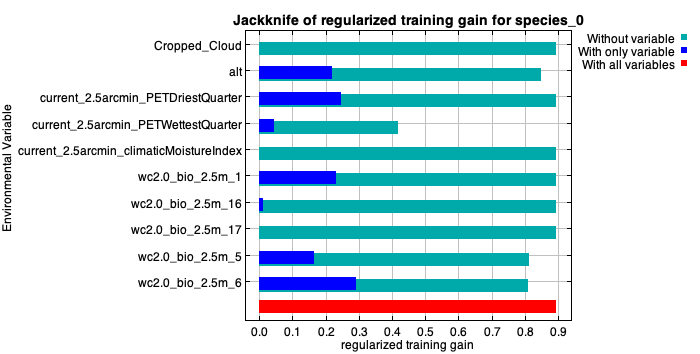 Jackknife of regularized training gain for species_0
Without variable
With only variable
With all variables
Environmental Variable
Cropped_Cloud
alt
current_2.5arcmin_PETDriestQuarter
current_2.5arcmin_PETWettestQuarter
current_2.5arcmin_climaticMoistureIndex
wc2.0_bio_2.5m_1
wc2.0_bio_2.5m_16
wc2.0_bio_2.5m_17
wc2.0_bio_2.5m_5
wc2.0_bio_2.5m_6
0.0 0.1 0.2 0.3 0.4 0.5 0.6 0.7 0.8 0.9
regularized training gain